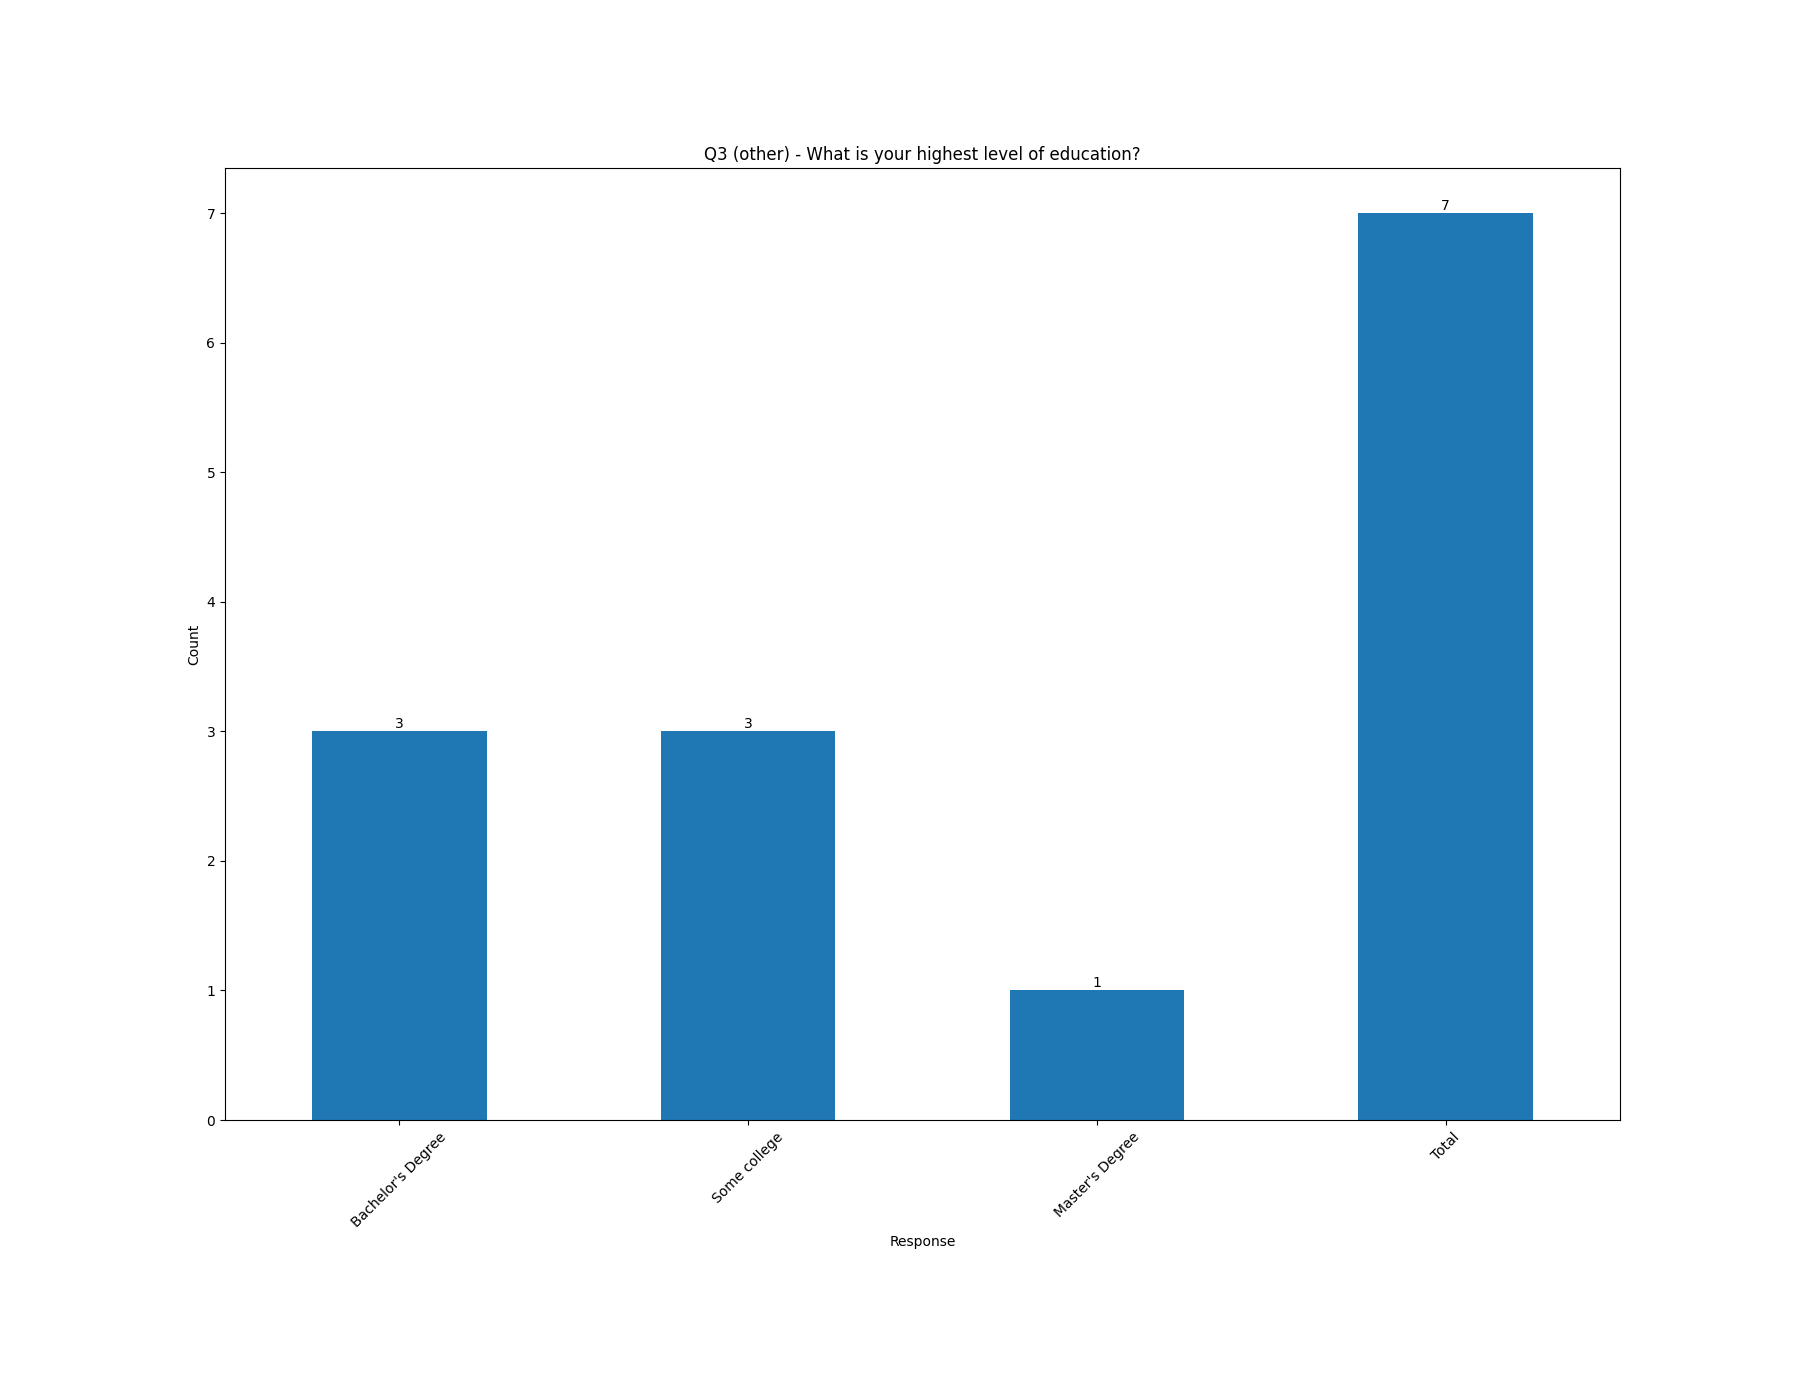 Q3 (other) - What is your highest level of education?
7
7
6
5
4
Count
3
3
3
2
1
1
0
Bachelor's Degree
Some college
Master's Degree
Total
Response